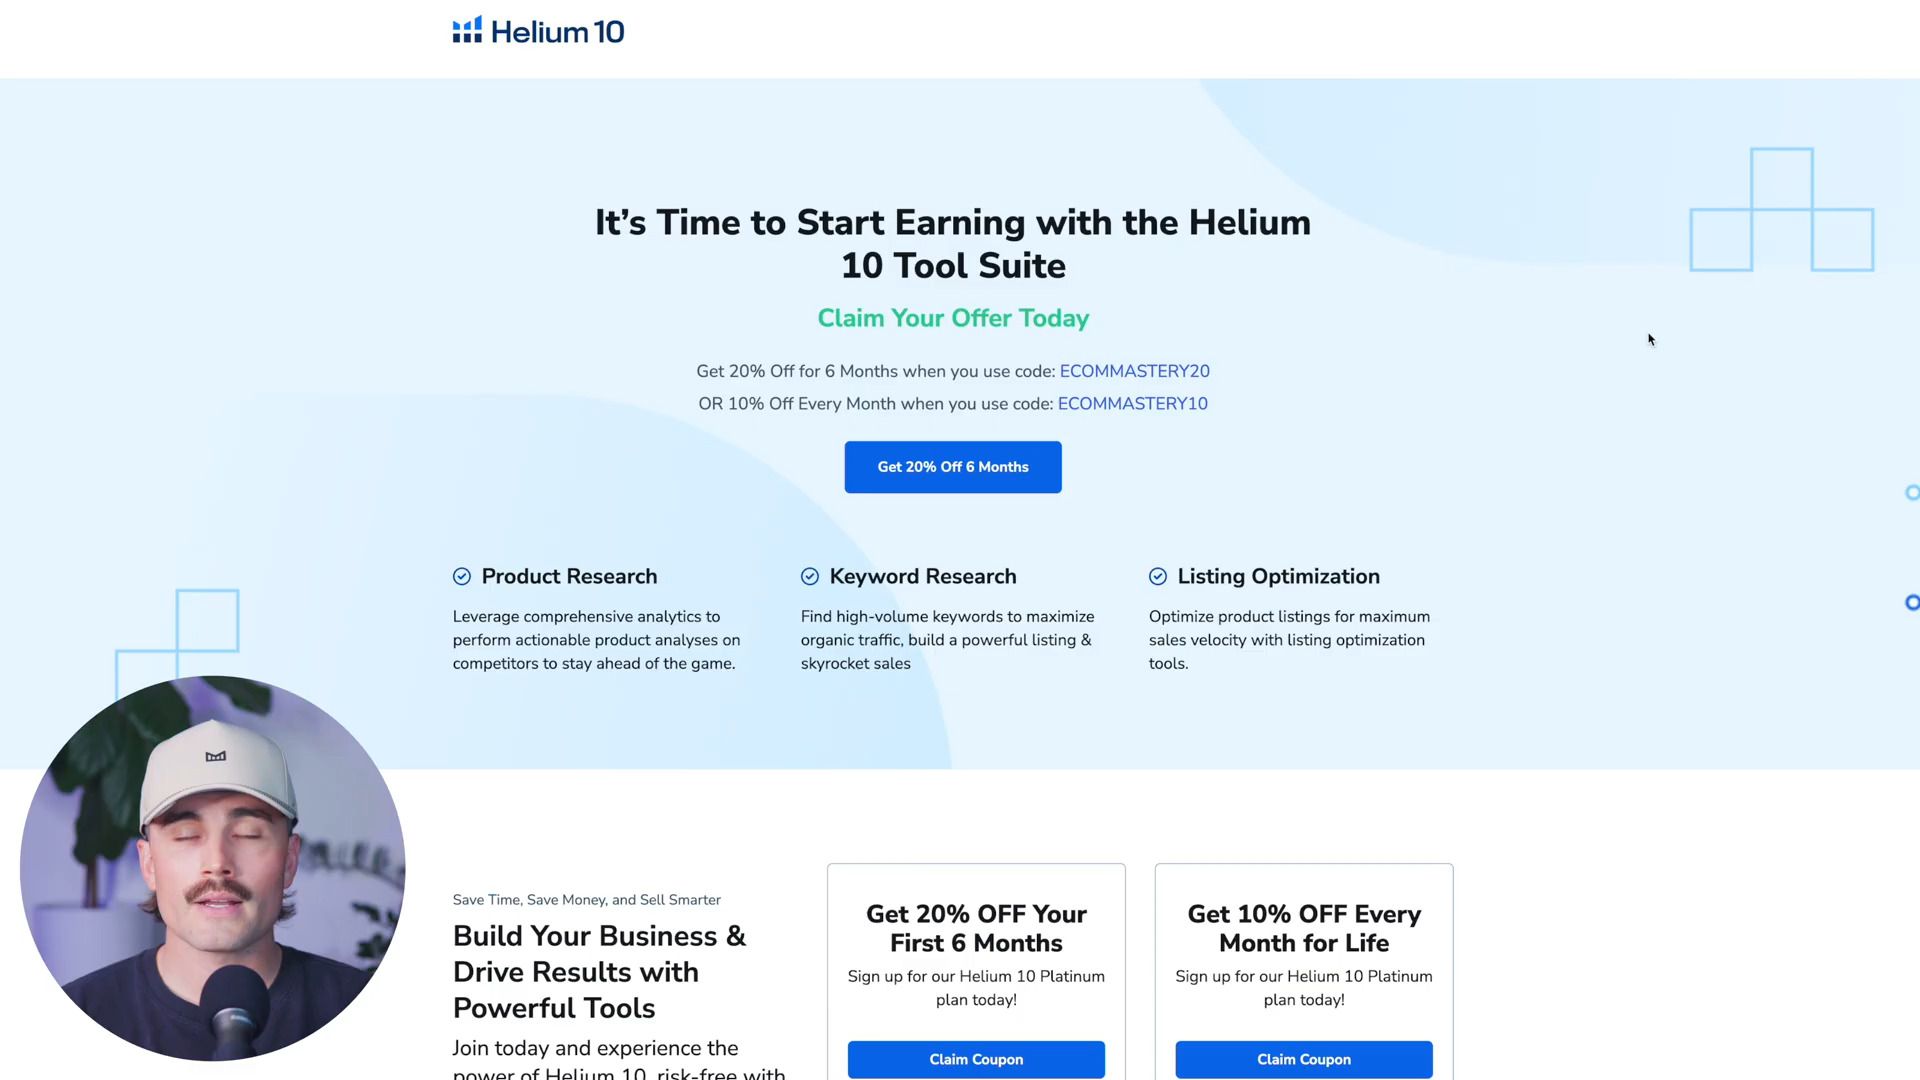 Helium 10
It's Time to Start Earning with the Helium
10 Tool Suite
Claim Your Offer Today
Get 20% Off for 6 Months when you use code: ECOMMASTERY20
OR 10% Off Every Month when you use code: ECOMMASTERY10
Get 20% Off 6 Months
Product Research
Leverage comprehensive analytics to
perform actionable product analyses on
competitors to stay ahead of the game.
Keyword Research
Find high-volume keywords to maximize
organic traffic, build a powerful listing &
skyrocket sales
Listing Optimization
Optimize product listings for maximum
sales velocity with listing optimization
tools.
Save Time, Save Money, and Sell Smarter
Build Your Business &
Drive Results with
Powerful Tools
Join today and experience the
power of Helium 10, risk-free with
Get 20% OFF Your
First 6 Months
Sign up for our Helium 10 Platinum
plan today!
Claim Coupon
Get 10% OFF Every
Month for Life
Sign up for our Helium 10 Platinum
plan today!
Claim Coupon